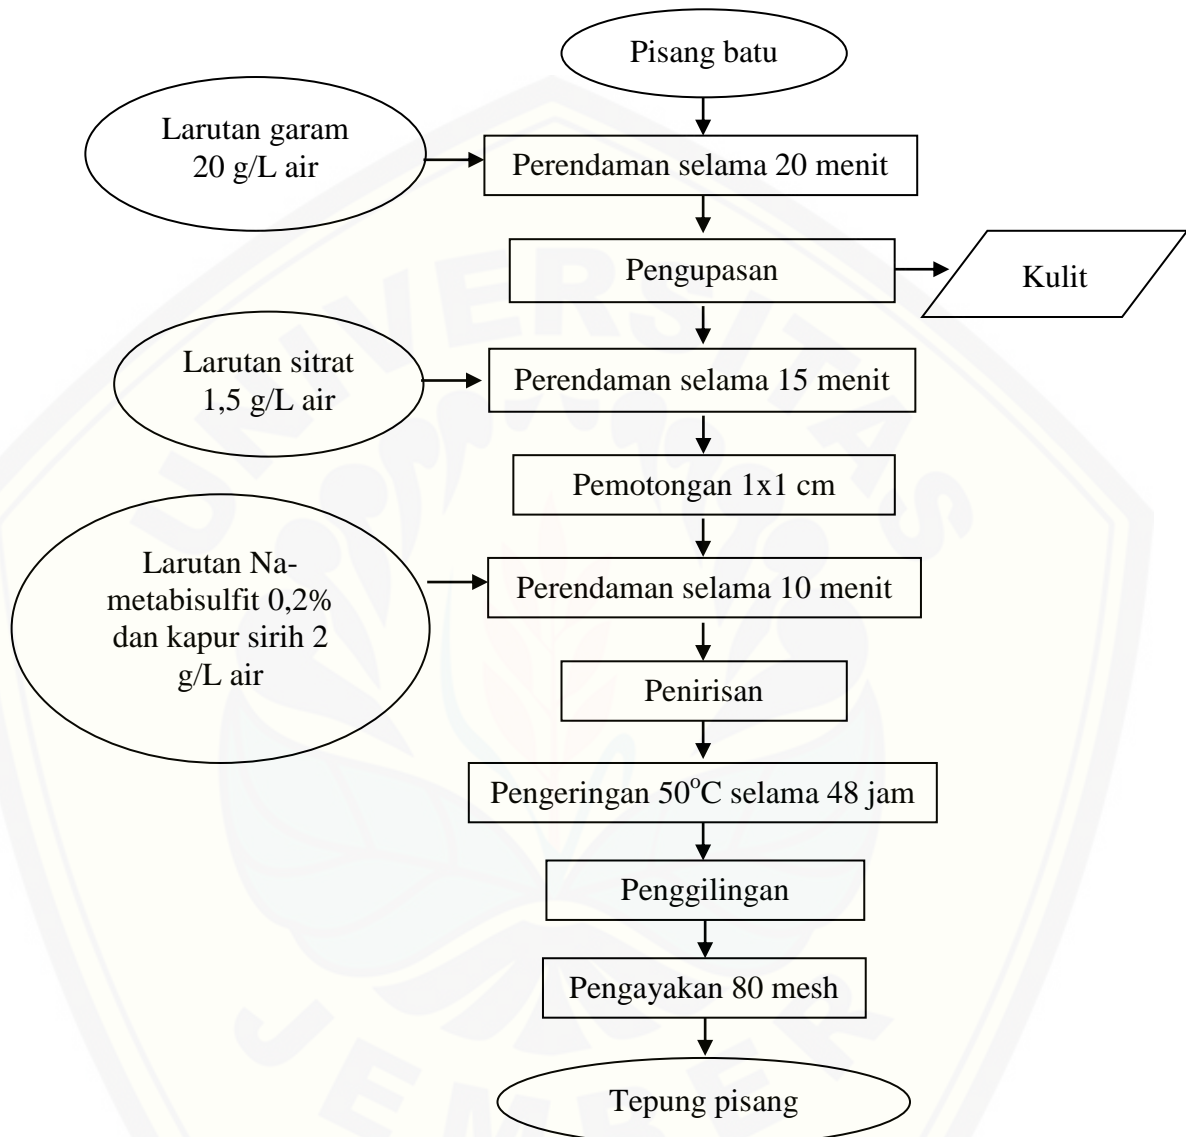 Pisang batu
Larutan garam
20 g/L air
Perendaman selama 20 menit
Pengupasan
Kulit
Larutan sitrat
1,5 g/L air
Perendaman selama 15 menit
Pemotongan 1x1 cm
Larutan Na-
metabisulfit 0,2%
dan kapur sirih 2
g/L air
Perendaman selama 10 menit
Penirisan
Pengeringan 50°C selama 48 jam
Penggilingan
Pengayakan 80 mesh
Tepung pisang
UNIVERSITAS
JEMBER